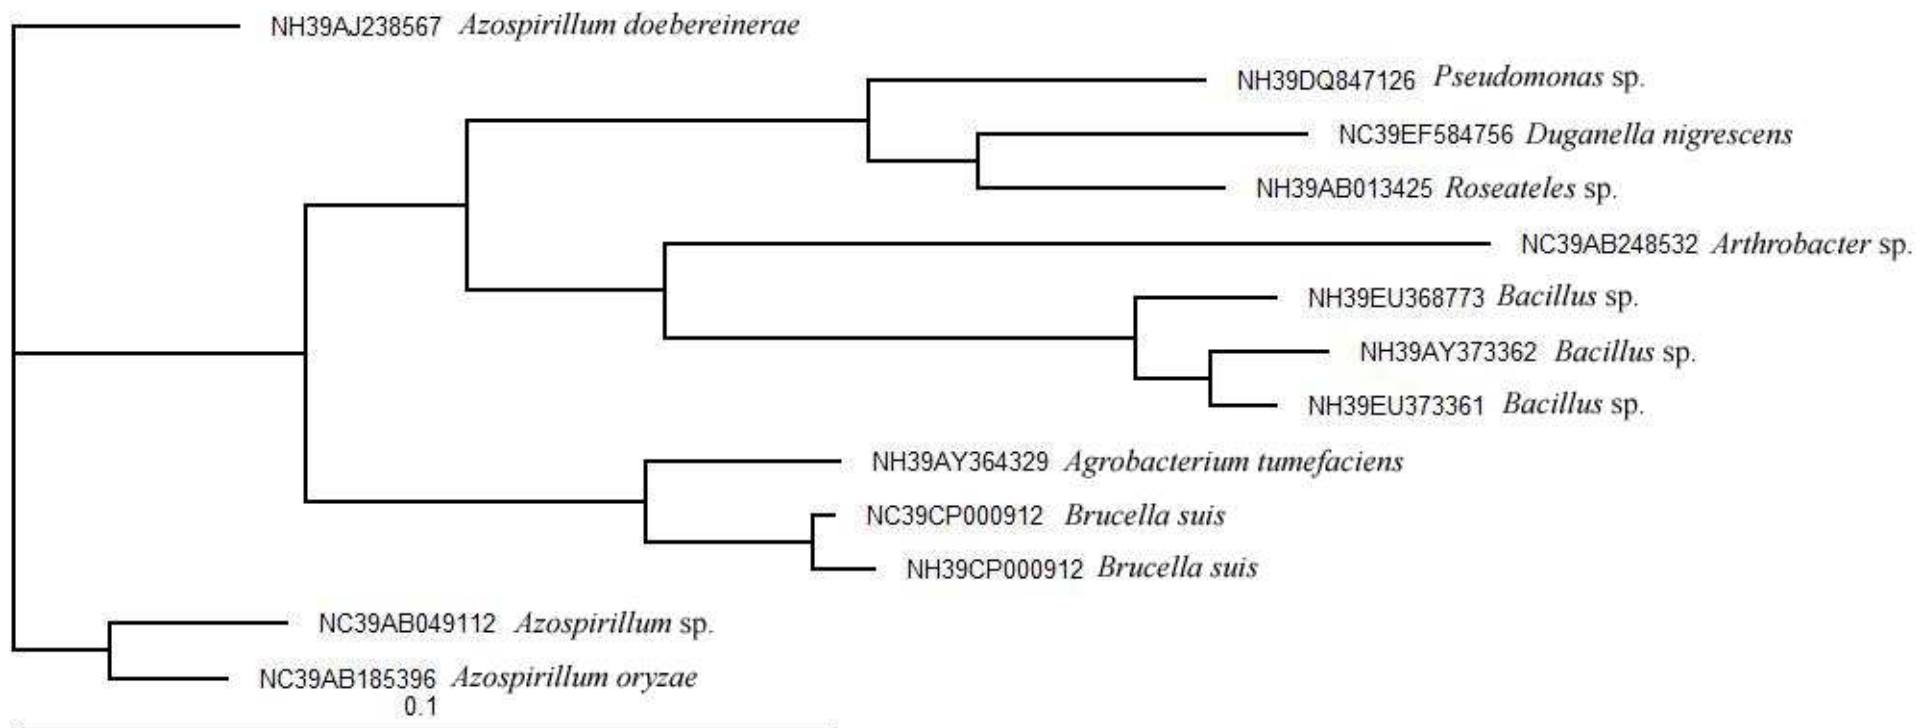 NH39AJ238567 Azospirillum doebereinerae
NH39DQ847126 Pseudomonas sp.
NC39EF584756 Duganella nigrescens
NH39AB013425 Roseateles sp.
NC39AB248532 Arthrobacter sp.
NH39EU368773 Bacillus sp.
NH39AY373362 Bacillus sp.
NH39EU373361 Bacillus sp.
NH39AY364329 Agrobacterium tumefaciens
NC39CP000912 Brucella suis
NH39CP000912 Brucella suis
NC39AB049112 Azospirillum sp.
NC39AB185396 Azospirillum oryzae
0.1